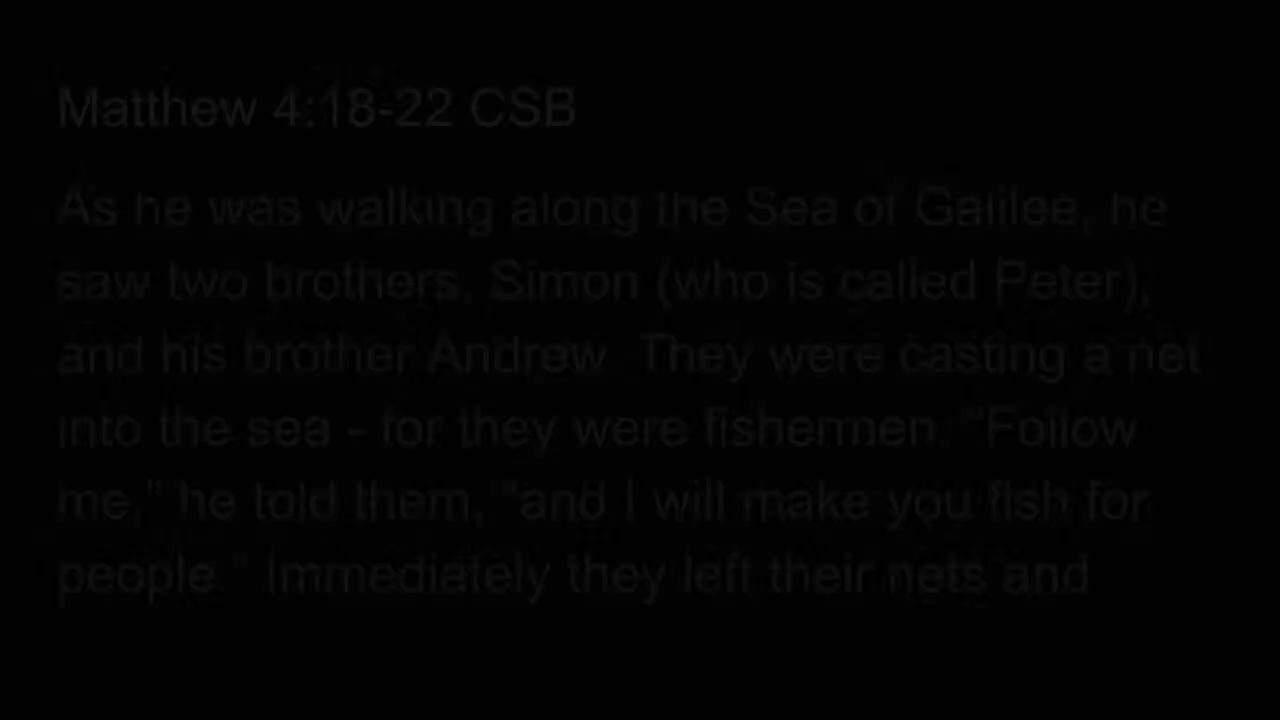 Matthew 4:18-22 CSB
As he was walking along the Sea of Galilee, he
saw two brothers, Simon (who is called Peter),
and his brother Andrew. They were casting a net
into the sea - for they were fishermen. "Follow
me," he told them, "and I will make you fish for
people." Immediately they left their nets and